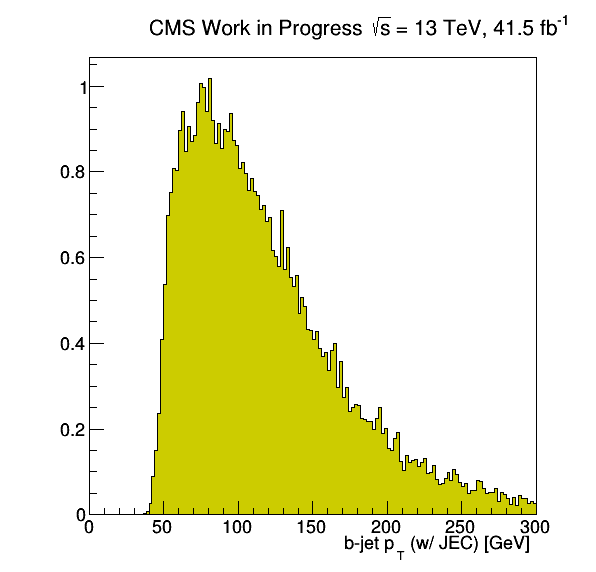 CMS Work in Progress √s = 13 TeV, 41.5 fb⁻¹
1
0.8
0.6
0.4
0.2
0
0 50 100 150 200 250 300
b-jet p_T (w/ JEC) [GeV]